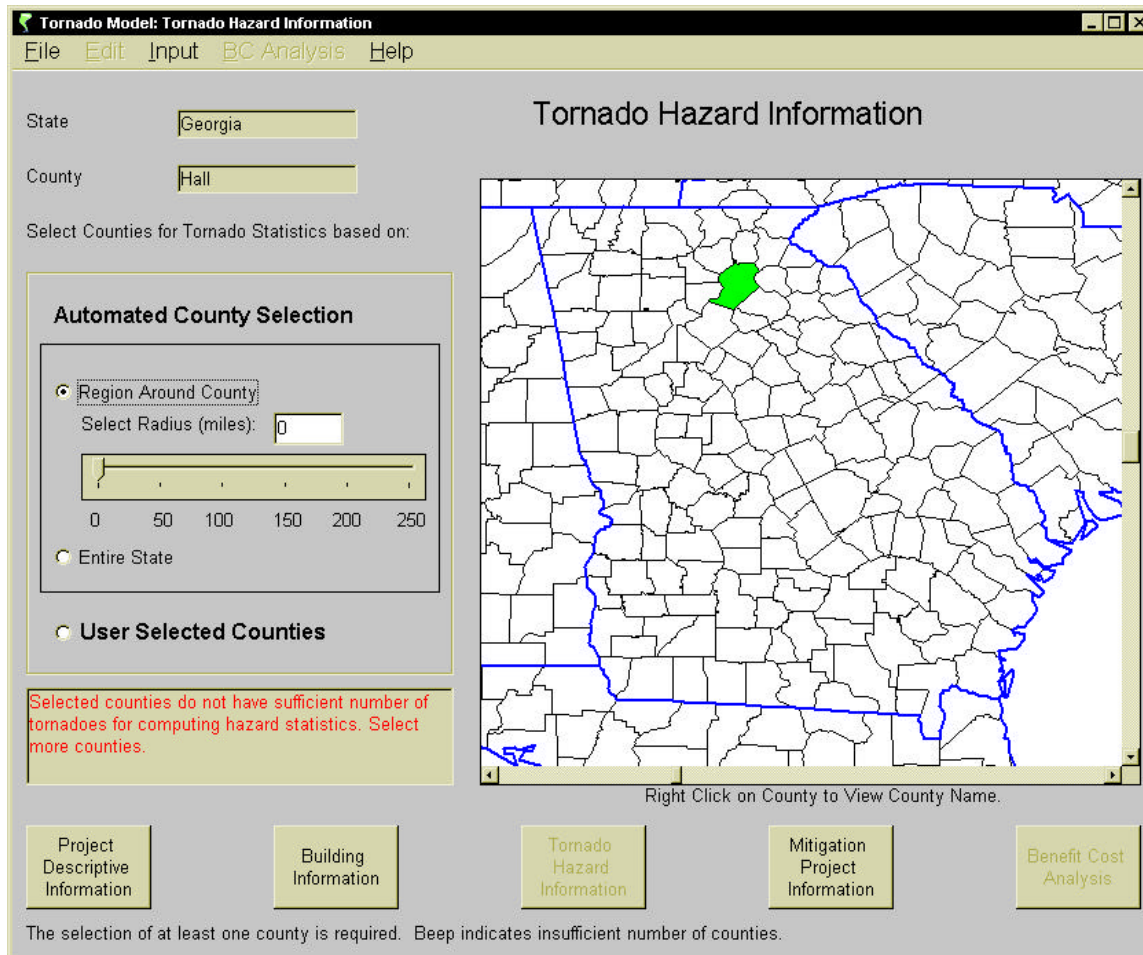 Tornado Model: Tornado Hazard Information
File Edit Input BC Analysis Help
Tornado Hazard Information
State Georgia
County Hall
Select Counties for Tornado Statistics based on:
Automated County Selection
Region Around County
Select Radius (miles): 0
0 50 100 150 200 250
Entire State
User Selected Counties
Selected counties do not have sufficient number of
tornadoes for computing hazard statistics. Select
more counties.
Right Click on County to View County Name.
Project
Descriptive
Information
Building
Information
Tornado
Hazard
Information
Mitigation
Project
Information
Benefit Cost
Analysis
The selection of at least one county is required. Beep indicates insufficient number of counties.